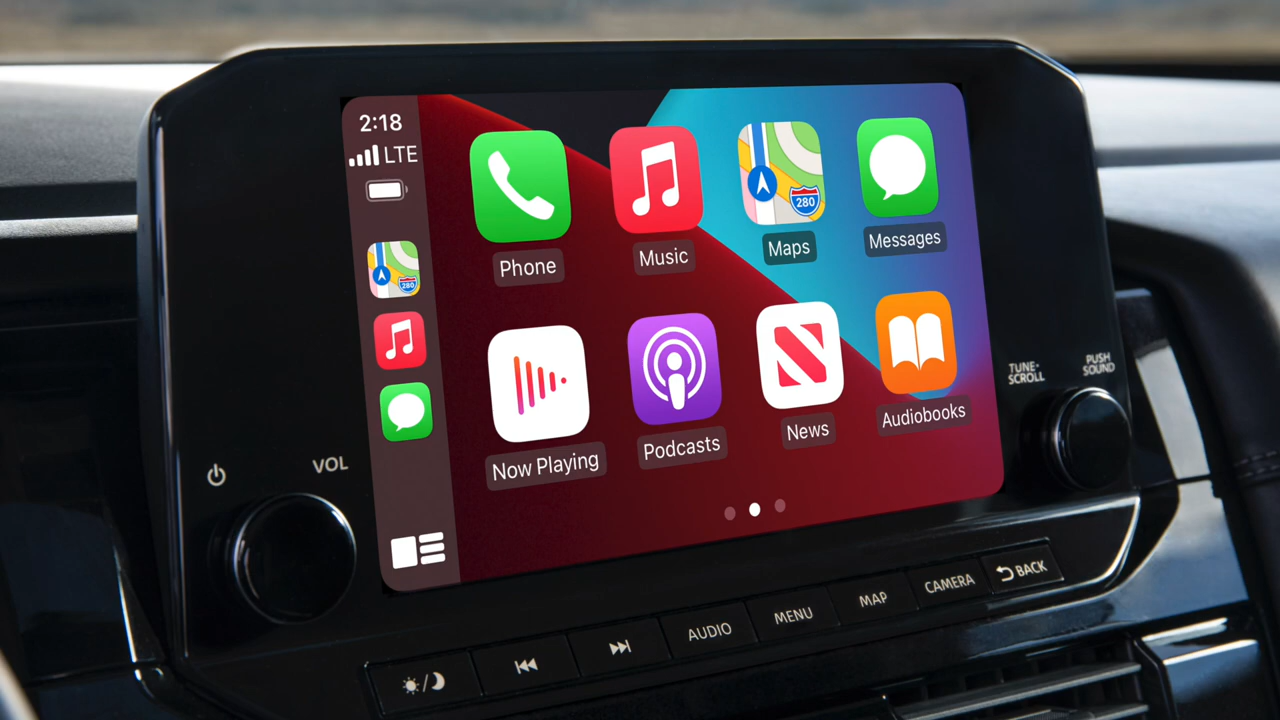 2:18
LTE
280
280
Phone
Music
Maps
Messages
Now Playing
Podcasts
News
Audiobooks
VOL
TUNE-
SCROLL
PUSH
SOUND
AUDIO
MENU
MAP
CAMERA
BACK